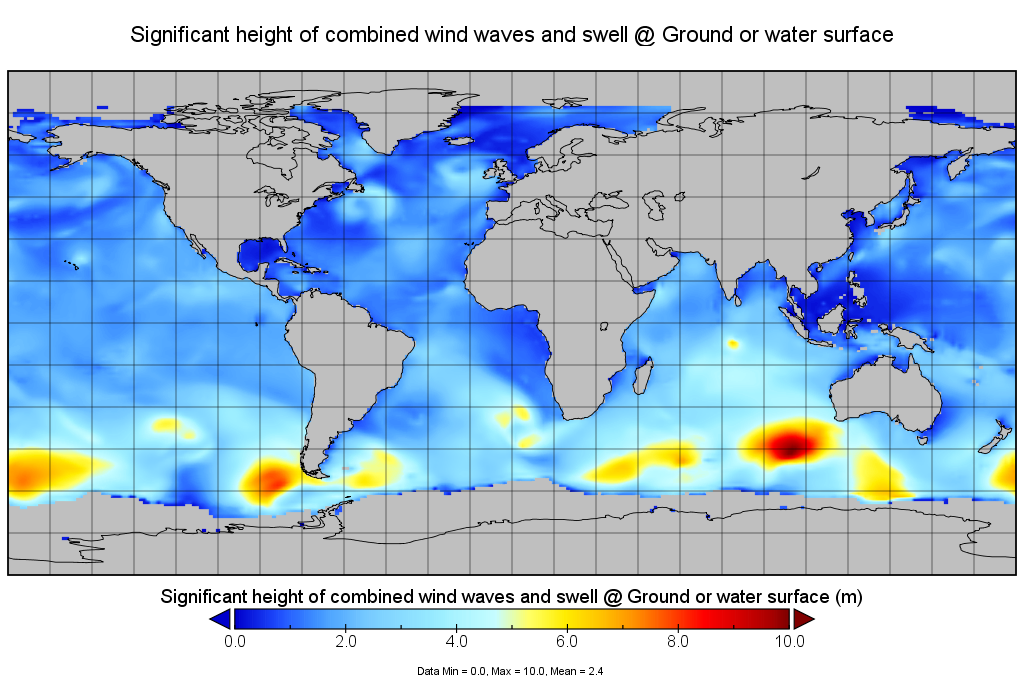 Significant height of combined wind waves and swell @ Ground or water surface
Significant height of combined wind waves and swell @ Ground or water surface (m)
0.0 2.0 4.0 6.0 8.0 10.0
Data Min = 0.0, Max = 10.0, Mean = 2.4